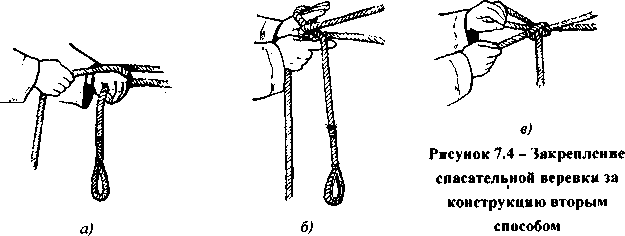 а)
б)
в)
Рисунок 7.4 – Закрепление
спасательной веревки за
конструкцию вторым
способом